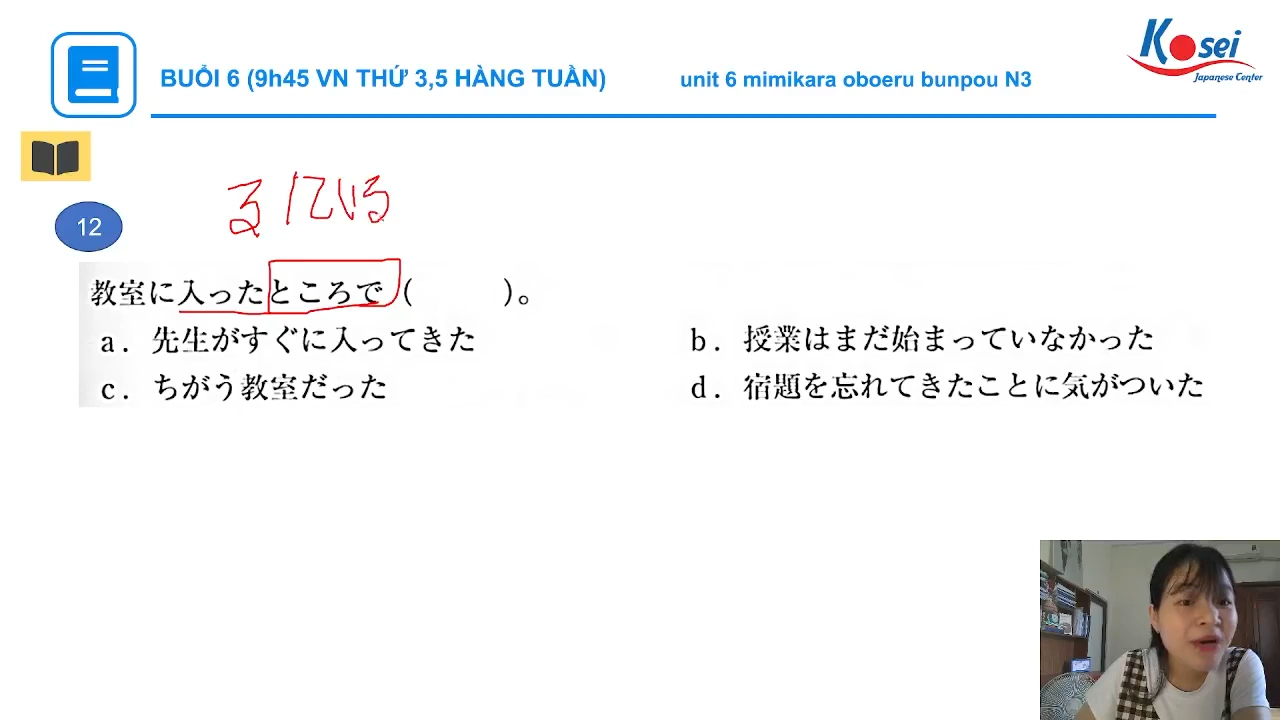 BUỔI 6 (9h45 VN THỨ 3,5 HÀNG TUẦN) unit 6 mimikara oboeru bunpou N3
Kosei
Japanese Center
る/ている
12
教室に入ったところで( )。
a. 先生がすぐに入ってきた b. 授業はまだ始まっていなかった
c. ちがう教室だった d. 宿題を忘れてきたことに気がついた